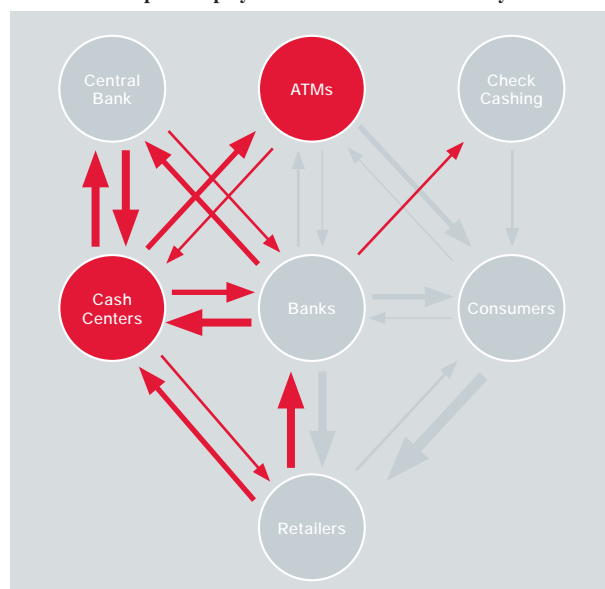 Central
Bank
ATMs
Check
Cashing
Cash
Centers
Banks
Consumers
Retailers